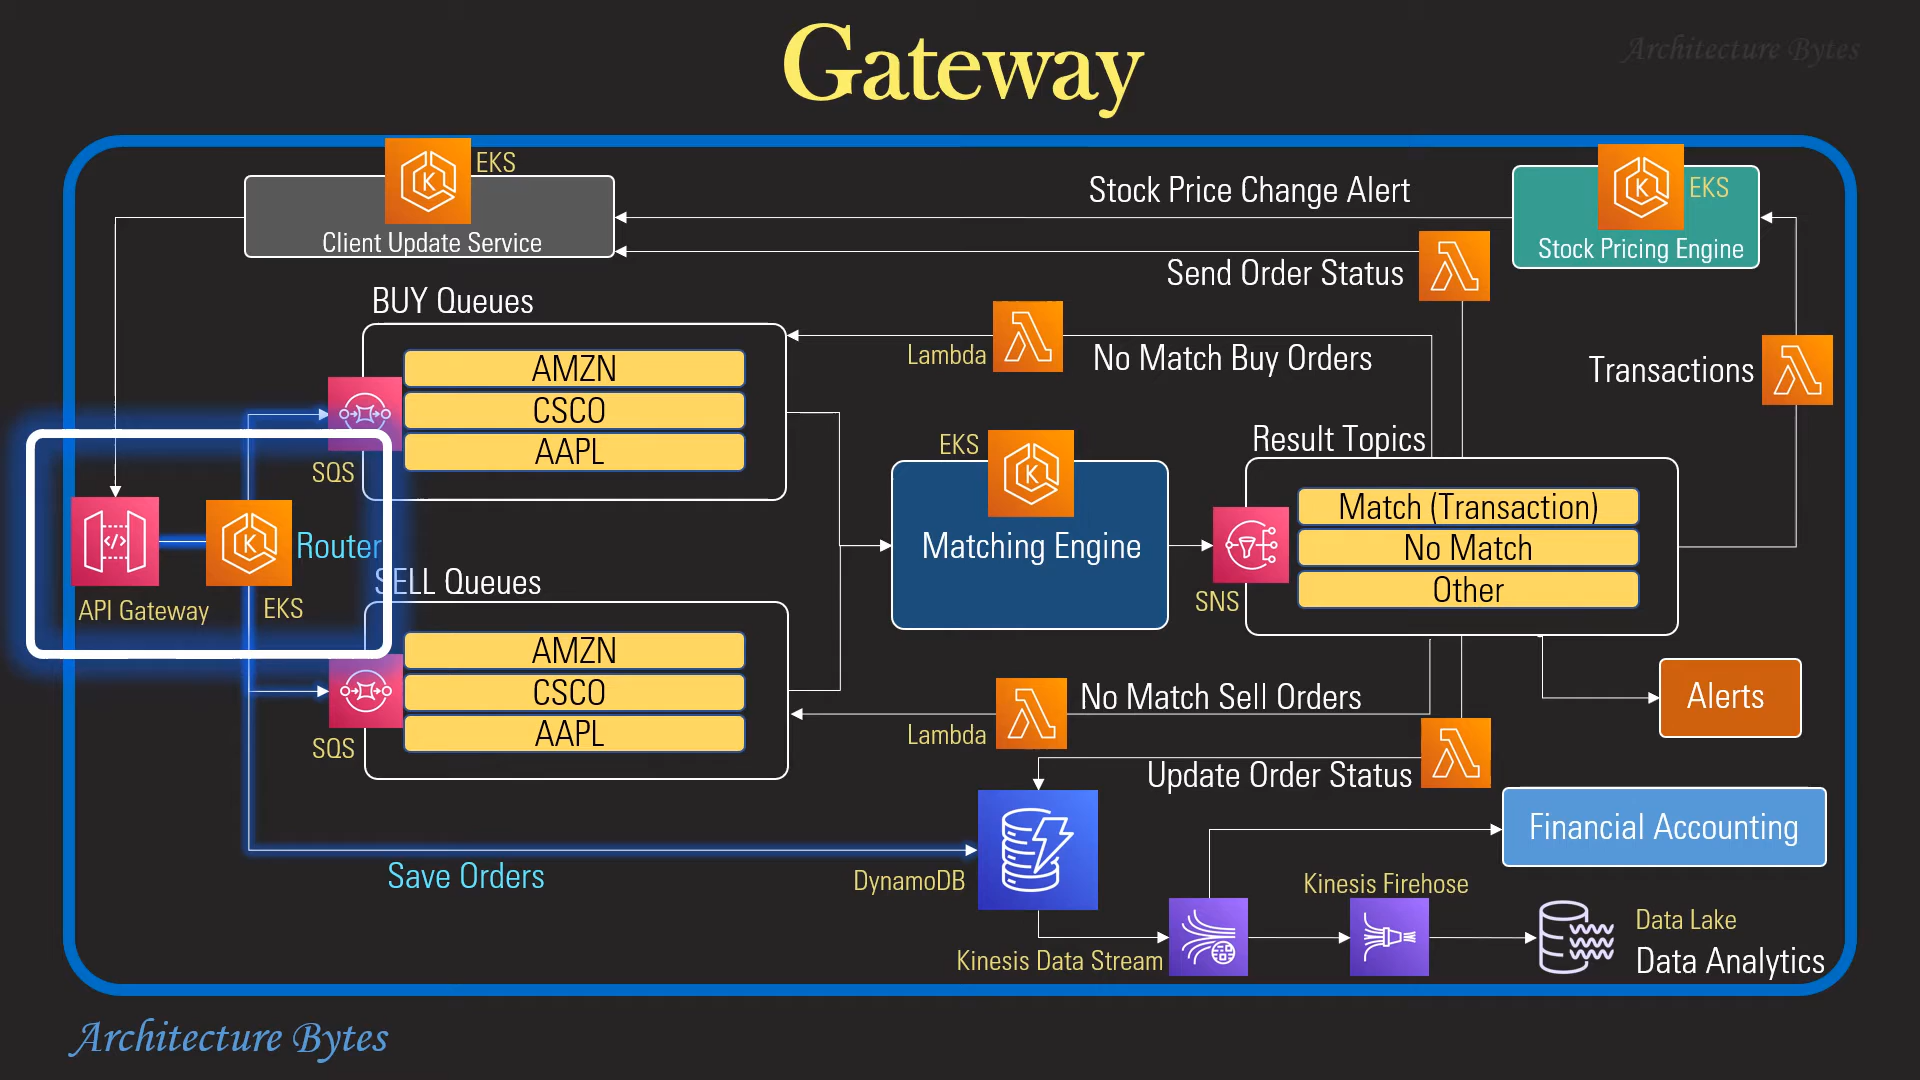 Gateway
Architecture Bytes
EKS
Client Update Service
Stock Price Change Alert
EKS
Stock Pricing Engine
Send Order Status
BUY Queues
AMZN
CSCO
AAPL
SQS
Lambda
No Match Buy Orders
Transactions
API Gateway
Router
EKS
SELL Queues
AMZN
CSCO
AAPL
SQS
EKS
Matching Engine
Result Topics
Match (Transaction)
No Match
Other
SNS
Lambda
No Match Sell Orders
Alerts
Update Order Status
Save Orders
DynamoDB
Financial Accounting
Kinesis Data Stream
Kinesis Firehose
Data Lake
Data Analytics
Architecture Bytes